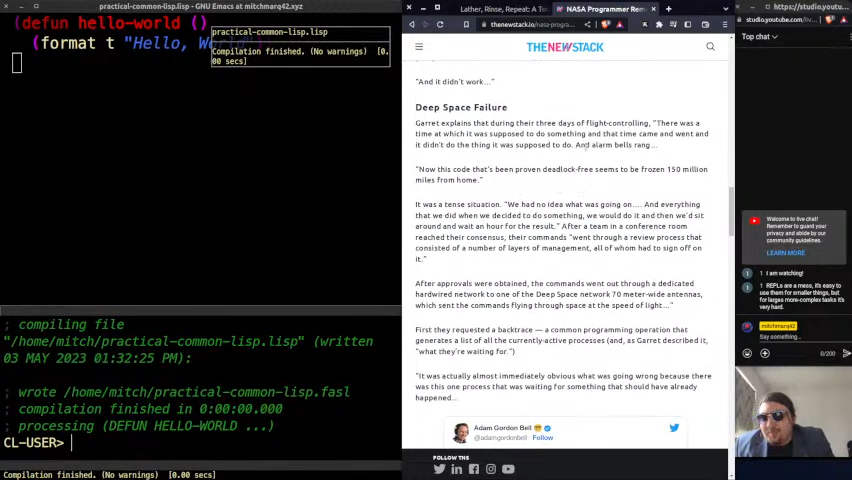 practical-common-lisp.lisp - GNU Emacs at mitchmarq42.xyz
(defun hello-world ()
(format t "Hello, World
practical-common-lisp.lisp
Compilation finished. (No warnings) [0.
00 secs]
; compiling file
"/home/mitch/practical-common-lisp.lisp" (written
03 MAY 2023 01:32:25 PM):
; wrote /home/mitch/practical-common-lisp.fasl
; compilation finished in 0:00:00.000
; processing (DEFUN HELLO-WORLD ...)
CL-USER>
Compilation finished. (No warnings) [0.00 secs]
Lather, Rinse, Repeat: A To
NASA Programmer Rem
thenewstack.io/nasa-progra
THENEWSTACK
"And it didn't work..."
Deep Space Failure
Garret explains that during their three days of flight-controlling, "There was a
time at which it was supposed to do something and that time came and went and
it didn't do the thing it was supposed to do. And alarm bells rang...
"Now this code that's been proven deadlock-free seems to be frozen 150 million
miles from home."
It was a tense situation. "We had no idea what was going on.... And everything
that we did when we decided to do something, we would do it and then we'd sit
around and wait an hour for the result." After a team in a conference room
reached their consensus, their commands "went through a review process that
consisted of a number of layers of management, all of whom had to sign off on
it."
After approvals were obtained, the commands went out through a dedicated
hardwired network to one of the Deep Space network 70 meter-wide antennas,
which sent the commands flying through space at the speed of light..."
First they requested a backtrace — a common programming operation that
generates a list of all the currently-active processes (and, as Garret described it,
"what they're waiting for.")
"It was actually almost immediately obvious what was going wrong because there
was this one process that was waiting for something that should have already
happened...
Adam Gordon Bell
@adamgordonbell · Follow
FOLLOW TNS
https://studio.youtu
studio.youtube.com/live
Top chat
Welcome to live chat!
Remember to guard your
privacy and abide by our
community guidelines.
LEARN MORE
I am watching!
REPLs are a mess, it's easy to
use them for smaller things, but
for larges more-complex tasks it's
very hard.
mitchmarq42
Say something...
0/200